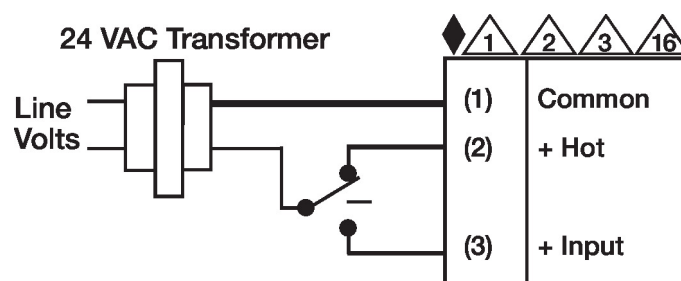 24 VAC Transformer
1 2 3 16
Line
Volts
(1) Common
(2) + Hot
(3) + Input